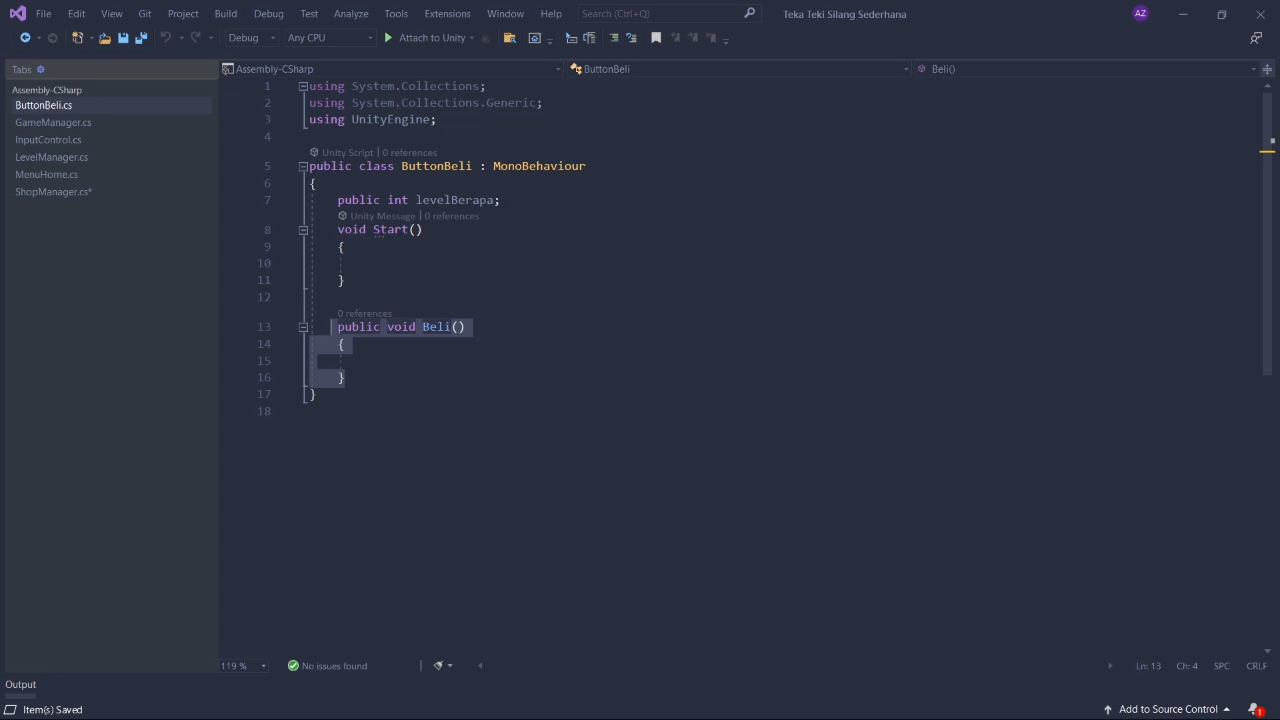 File Edit View Git Project Build Debug Test Analyze Tools Extensions Window Help Search (Ctrl+Q) Teka Teki Silang Sederhana AZ
Debug Any CPU Attach to Unity
Tabs
Assembly-CSharp
ButtonBeli.cs
GameManager.cs
InputControl.cs
LevelManager.cs
MenuHome.cs
ShopManager.cs*
Assembly-CSharp ButtonBeli Beli()
1 using System.Collections;
2 using System.Collections.Generic;
3 using UnityEngine;
4
Unity Script | 0 references
5 public class ButtonBeli : MonoBehaviour
6 {
7 public int levelBerapa;
Unity Message | 0 references
8 void Start()
9 {
10
11 }
12
0 references
13 public void Beli()
14 {
15
16 }
17 }
18
119 % No issues found Ln: 13 Ch: 4 SPC CRLF
Output
Item(s) Saved Add to Source Control 1